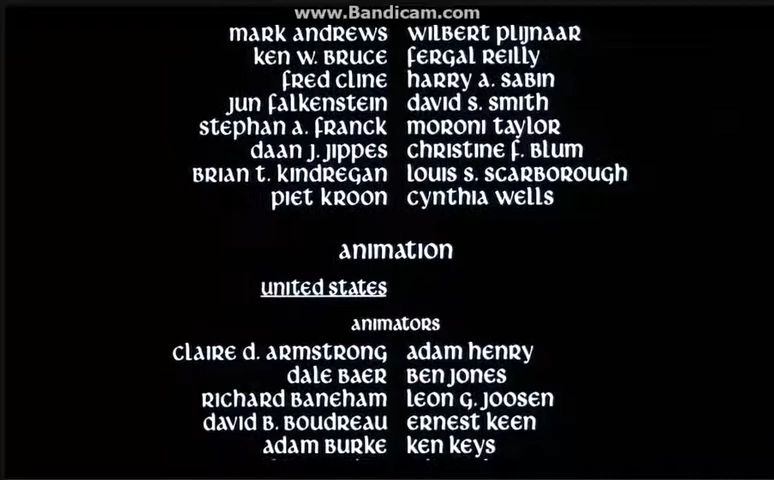 www.Bandicam.com
mark andrews wilbert plijnaar
ken w. bruce fergal reilly
fred cline harry a. sabin
jun falkenstein david s. smith
stephan a. franck moroni taylor
daan j. jippes christine f. blum
brian t. kindregan louis s. scarborough
piet kroon cynthia wells
animation
united states
animators
claire d. armstrong adam henry
dale baer ben jones
richard baneham leon g. joosen
david b. boudreau ernest keen
adam burke ken keys